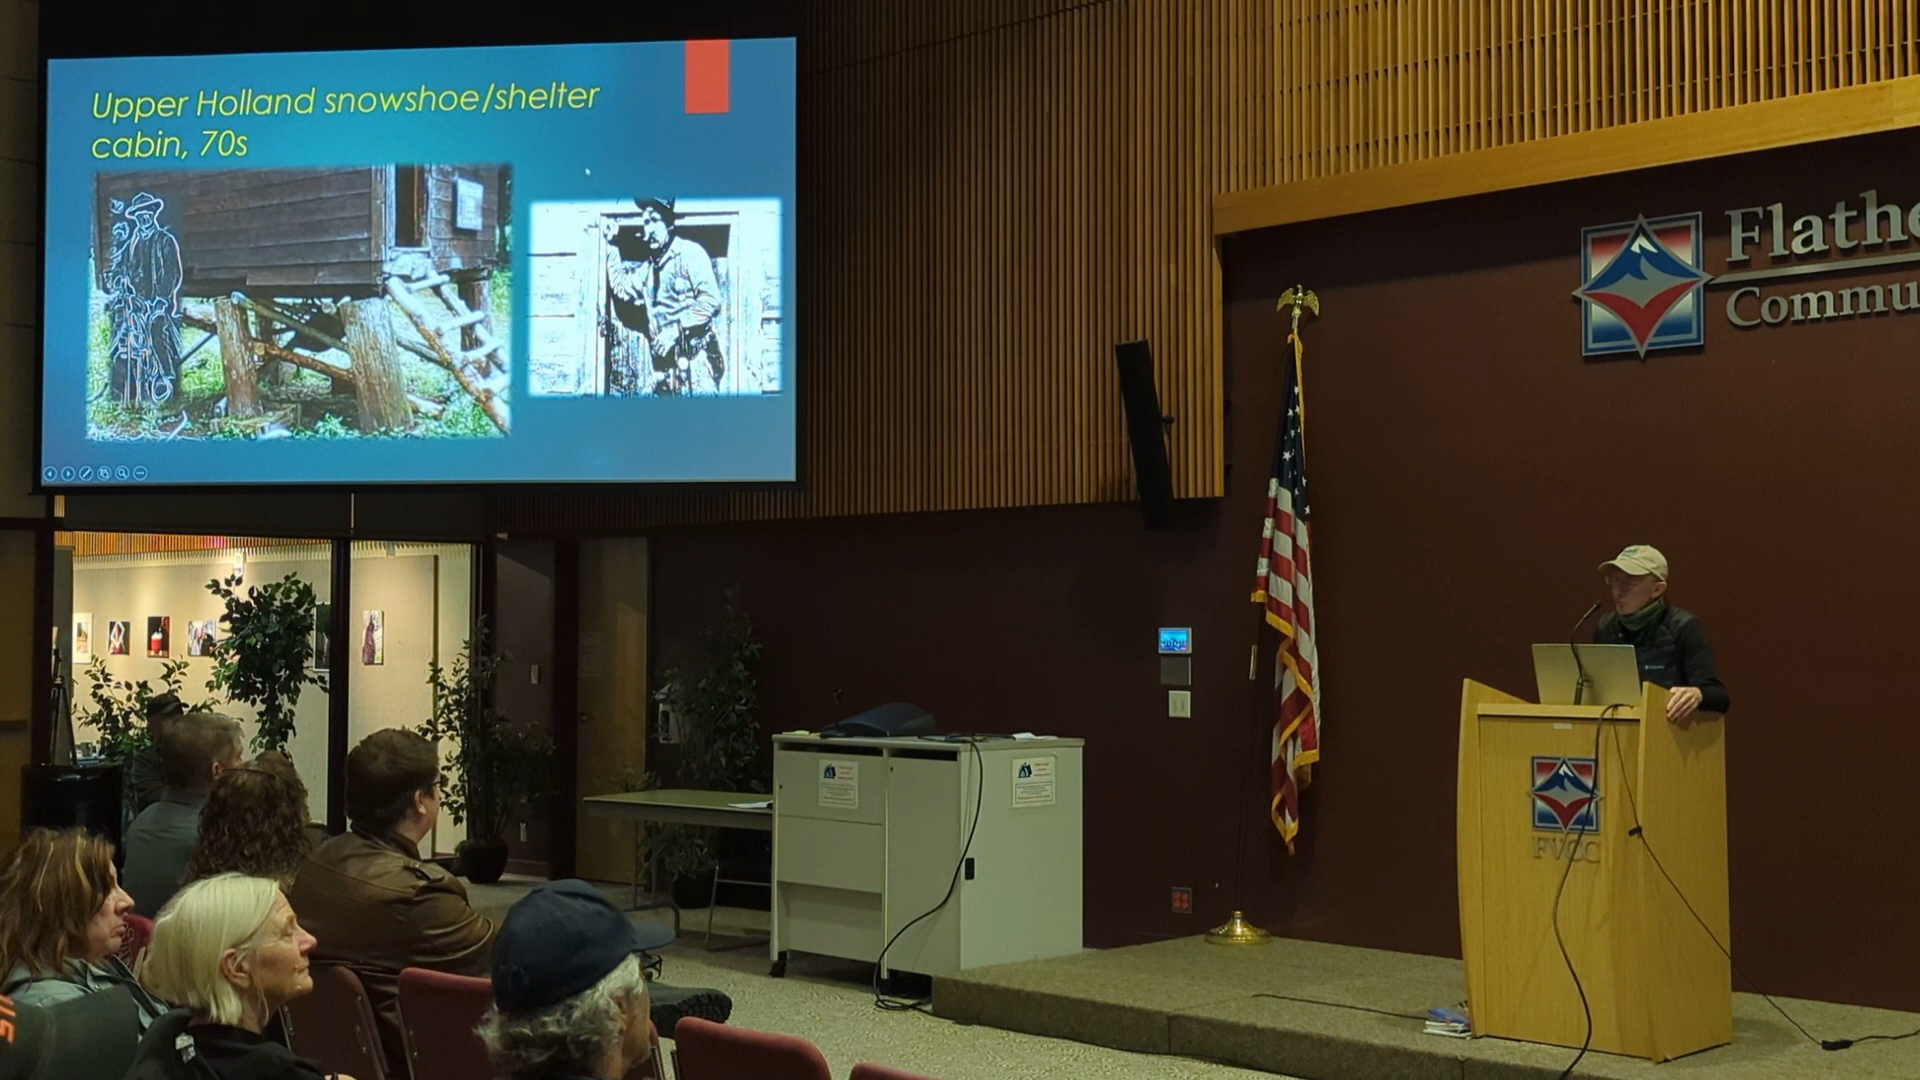 Upper Holland snowshoe/shelter
cabin, 70s
Flathe
Commu
FVCC